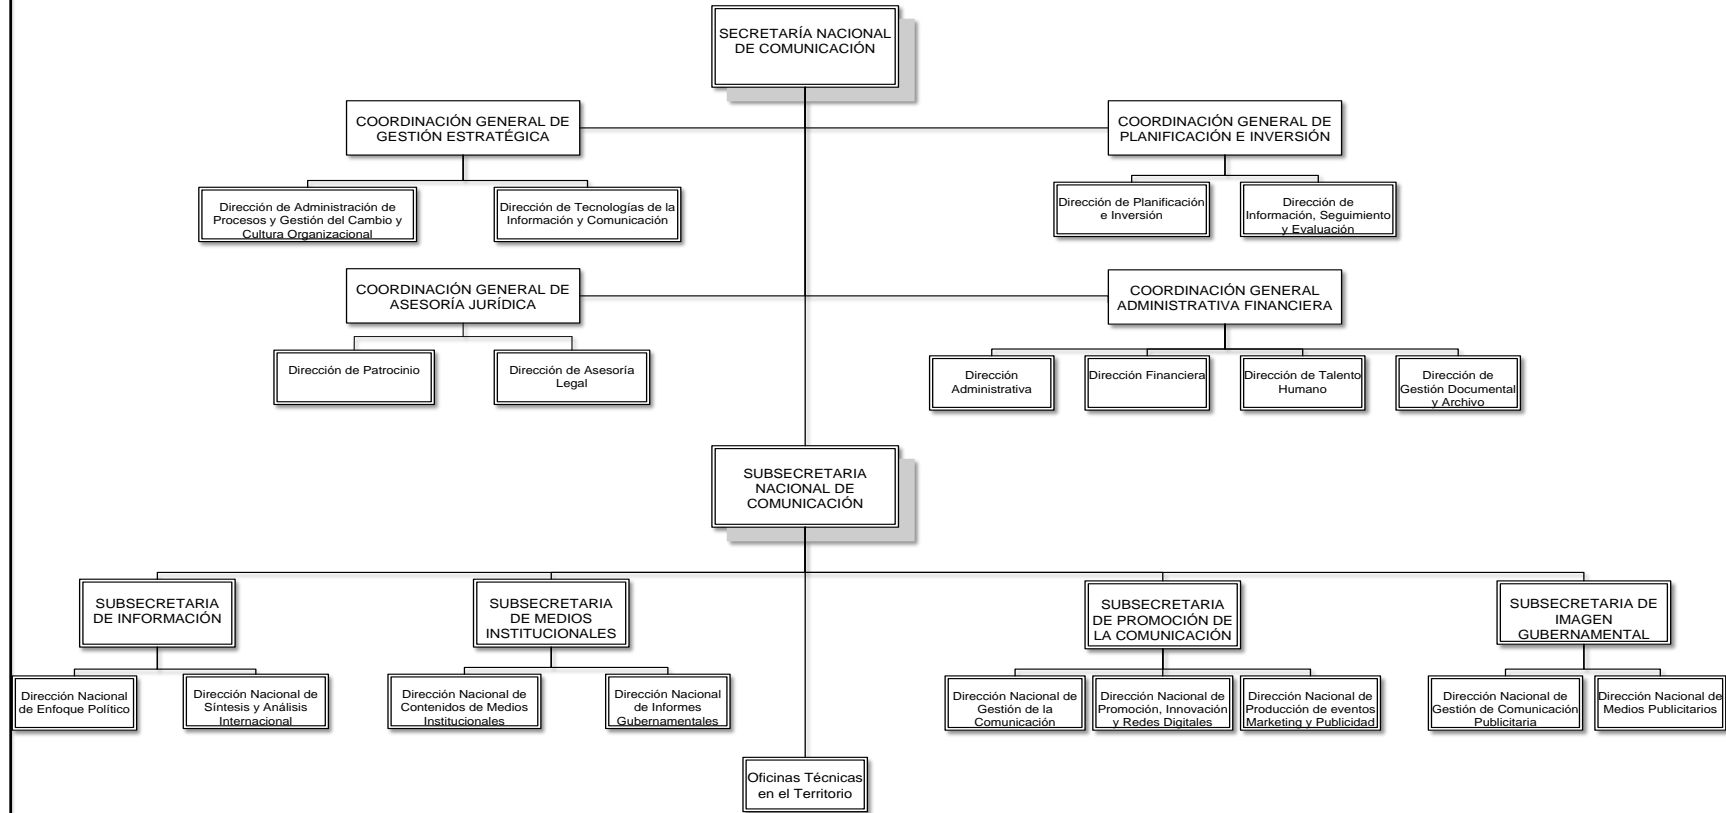 SECRETARÍA NACIONAL
DE COMUNICACIÓN
COORDINACIÓN GENERAL DE
GESTIÓN ESTRATÉGICA
COORDINACIÓN GENERAL DE
PLANIFICACIÓN E INVERSIÓN
Dirección de Administración de
Procesos y Gestión del Cambio y
Cultura Organizacional
Dirección de Tecnologías de la
Información y Comunicación
Dirección de Planificación
e Inversión
Dirección de
Información, Seguimiento
y Evaluación
COORDINACIÓN GENERAL DE
ASESORÍA JURÍDICA
COORDINACIÓN GENERAL
ADMINISTRATIVA FINANCIERA
Dirección de Patrocinio
Dirección de Asesoría
Legal
Dirección
Administrativa
Dirección Financiera
Dirección de Talento
Humano
Dirección de
Gestión Documental
y Archivo
SUBSECRETARIA
NACIONAL DE
COMUNICACIÓN
SUBSECRETARIA
DE INFORMACIÓN
SUBSECRETARIA
DE MEDIOS
INSTITUCIONALES
SUBSECRETARIA
DE PROMOCIÓN DE
LA COMUNICACIÓN
SUBSECRETARIA DE
IMAGEN
GUBERNAMENTAL
Dirección Nacional
de Enfoque Político
Dirección Nacional de
Síntesis y Análisis
Internacional
Dirección Nacional de
Contenidos de Medios
Institucionales
Dirección Nacional
de Informes
Gubernamentales
Dirección Nacional de
Gestión de la
Comunicación
Dirección Nacional de
Promoción, Innovación
y Redes Digitales
Dirección Nacional de
Producción de eventos
Marketing y Publicidad
Dirección Nacional de
Gestión de Comunicación
Publicitaria
Dirección Nacional de
Medios Publicitarios
Oficinas Técnicas
en el Territorio